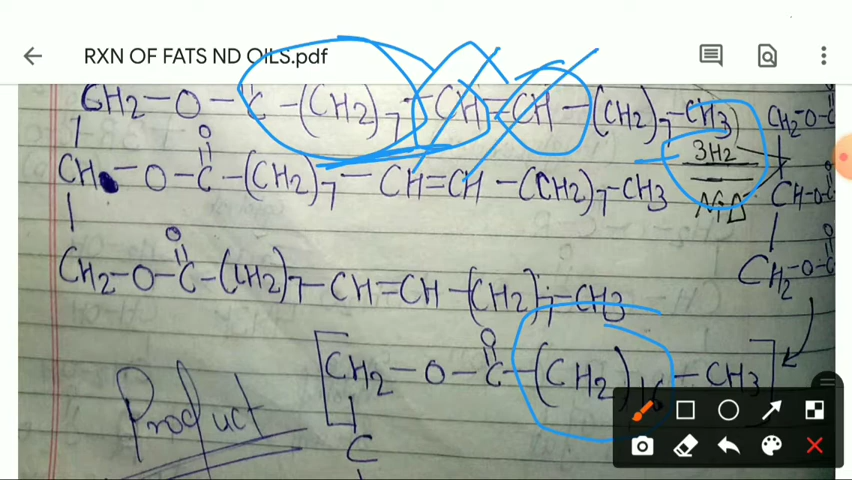 RXN OF FATS ND OILS.pdf
CH2-O-C-(CH2)7-CH=CH-(CH2)7-CH3
O
CH-O-C-(CH2)7-CH=CH-(CH2)7-CH3
O
CH2-O-C-(CH2)7-CH=CH-(CH2)7-CH3
3H2
Ni Δ
CH2-O-C
O
CH-O-C
O
CH2-O-C
O
[CH2-O-C-(CH2)16-CH3]
C
Product